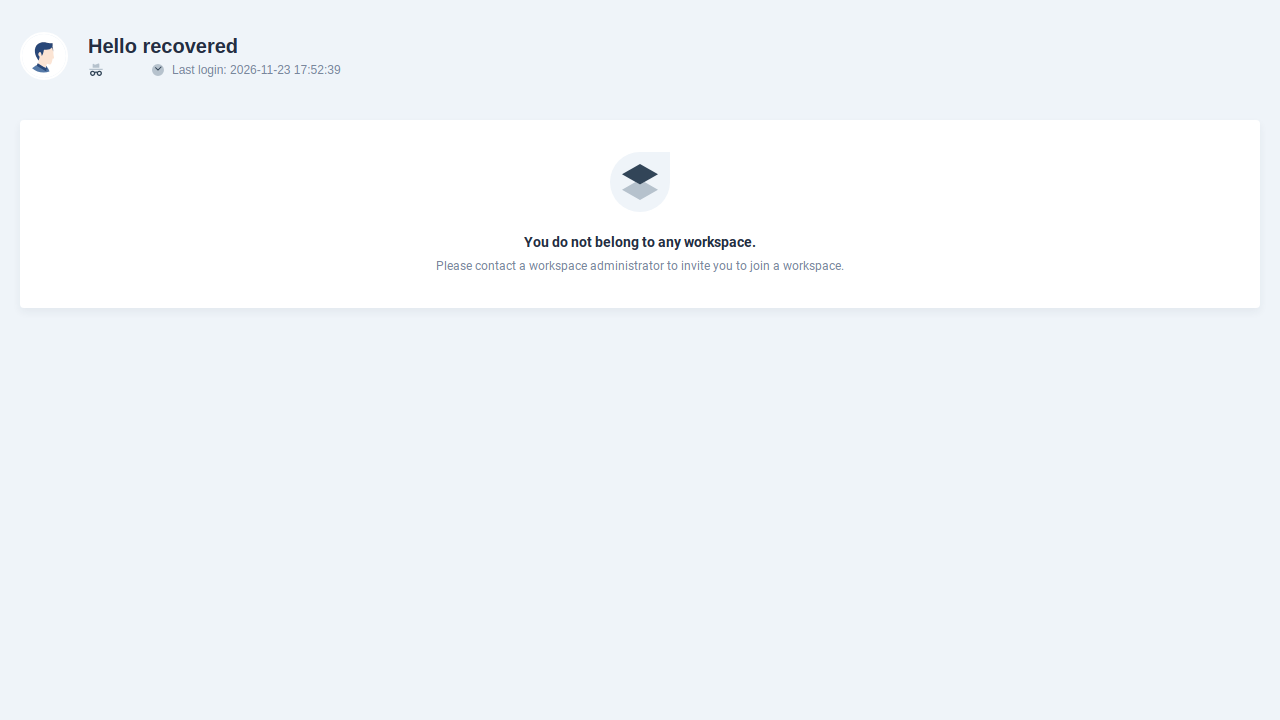 Hello recovered
Last login: 2026-11-23 17:52:39
You do not belong to any workspace.
Please contact a workspace administrator to invite you to join a workspace.